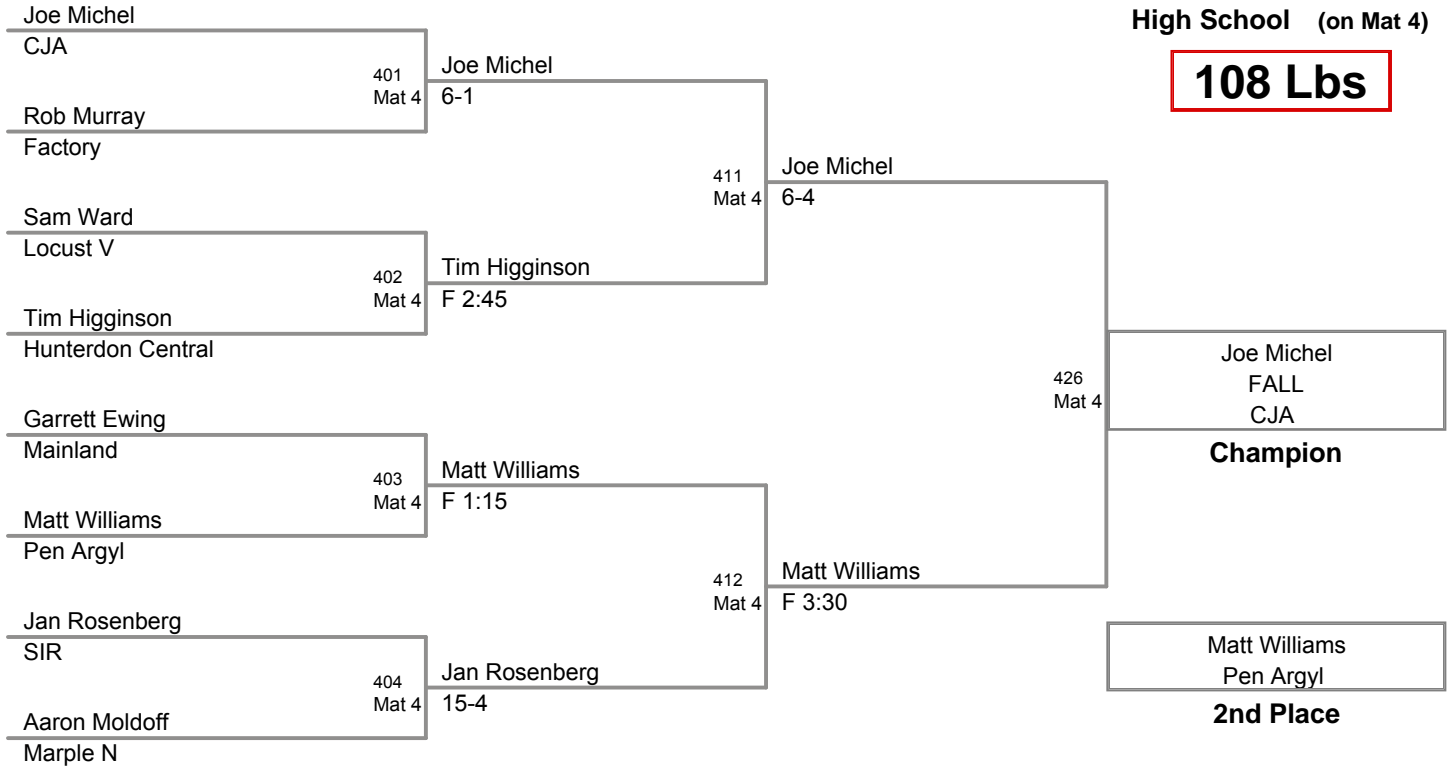 High School (on Mat 4)
108 Lbs
Joe Michel
CJA
401
Mat 4
Joe Michel
6-1
Rob Murray
Factory
411
Mat 4
Joe Michel
6-4
Sam Ward
Locust V
402
Mat 4
Tim Higginson
F 2:45
Tim Higginson
Hunterdon Central
426
Mat 4
Joe Michel
FALL
CJA
Champion
Garrett Ewing
Mainland
403
Mat 4
Matt Williams
F 1:15
Matt Williams
Pen Argyl
412
Mat 4
Matt Williams
F 3:30
Jan Rosenberg
SIR
404
Mat 4
Jan Rosenberg
15-4
Aaron Moldoff
Marple N
Matt Williams
Pen Argyl
2nd Place